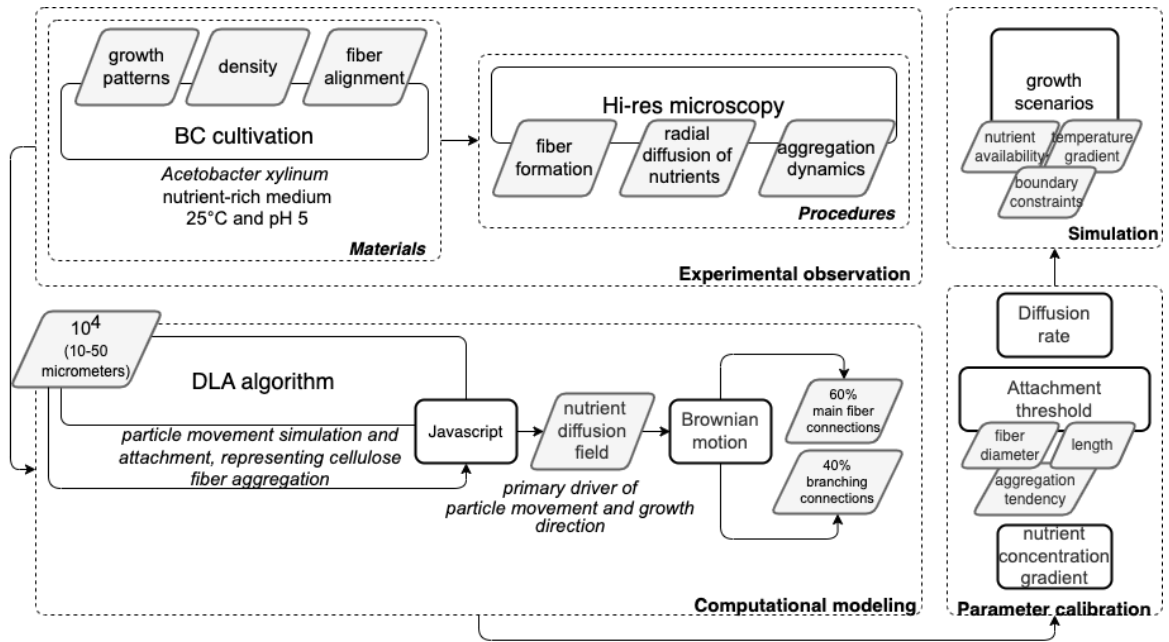 growth
patterns
density
fiber
alignment
BC cultivation
Acetobacter xylinum
nutrient-rich medium
25°C and pH 5
Materials
Hi-res microscopy
fiber
formation
radial
diffusion of
nutrients
aggregation
dynamics
Procedures
Experimental observation
growth
scenarios
nutrient
availability
temperature
gradient
boundary
constraints
Simulation
10⁴
(10-50
micrometers)
DLA algorithm
particle movement simulation and
attachment, representing cellulose
fiber aggregation
Javascript
nutrient
diffusion
field
primary driver of
particle movement and growth
direction
Brownian
motion
60%
main fiber
connections
40%
branching
connections
Computational modeling
Diffusion
rate
Attachment
threshold
fiber
diameter
length
aggregation
tendency
nutrient
concentration
gradient
Parameter calibration